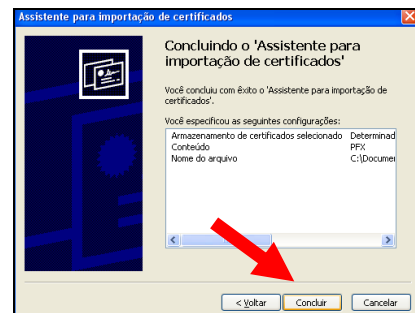 Assistente para importação de certificados
Concluindo o 'Assistente para
importação de certificados'
Você concluiu com êxito o 'Assistente para importação de
certificados'.
Você especificou as seguintes configurações:
Armazenamento de certificados selecionado Determinad
Conteúdo PFX
Nome do arquivo C:\Documer
< Voltar Concluir Cancelar